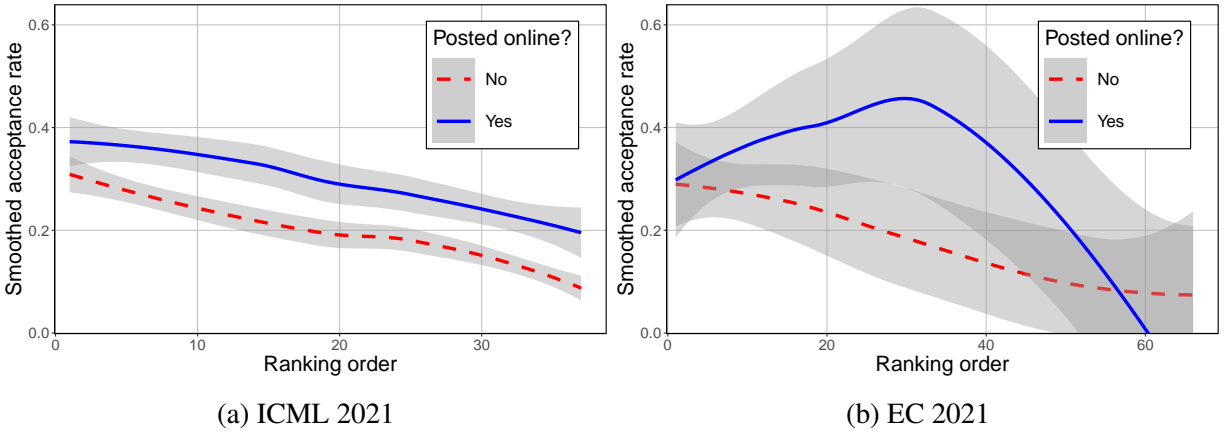 Smoothed acceptance rate
0.6
0.4
0.2
0.0
Posted online?
No
Yes
0
10
20
30
Ranking order
(a) ICML 2021
Smoothed acceptance rate
0.6
0.4
0.2
0.0
Posted online?
No
Yes
0
20
40
60
Ranking order
(b) EC 2021